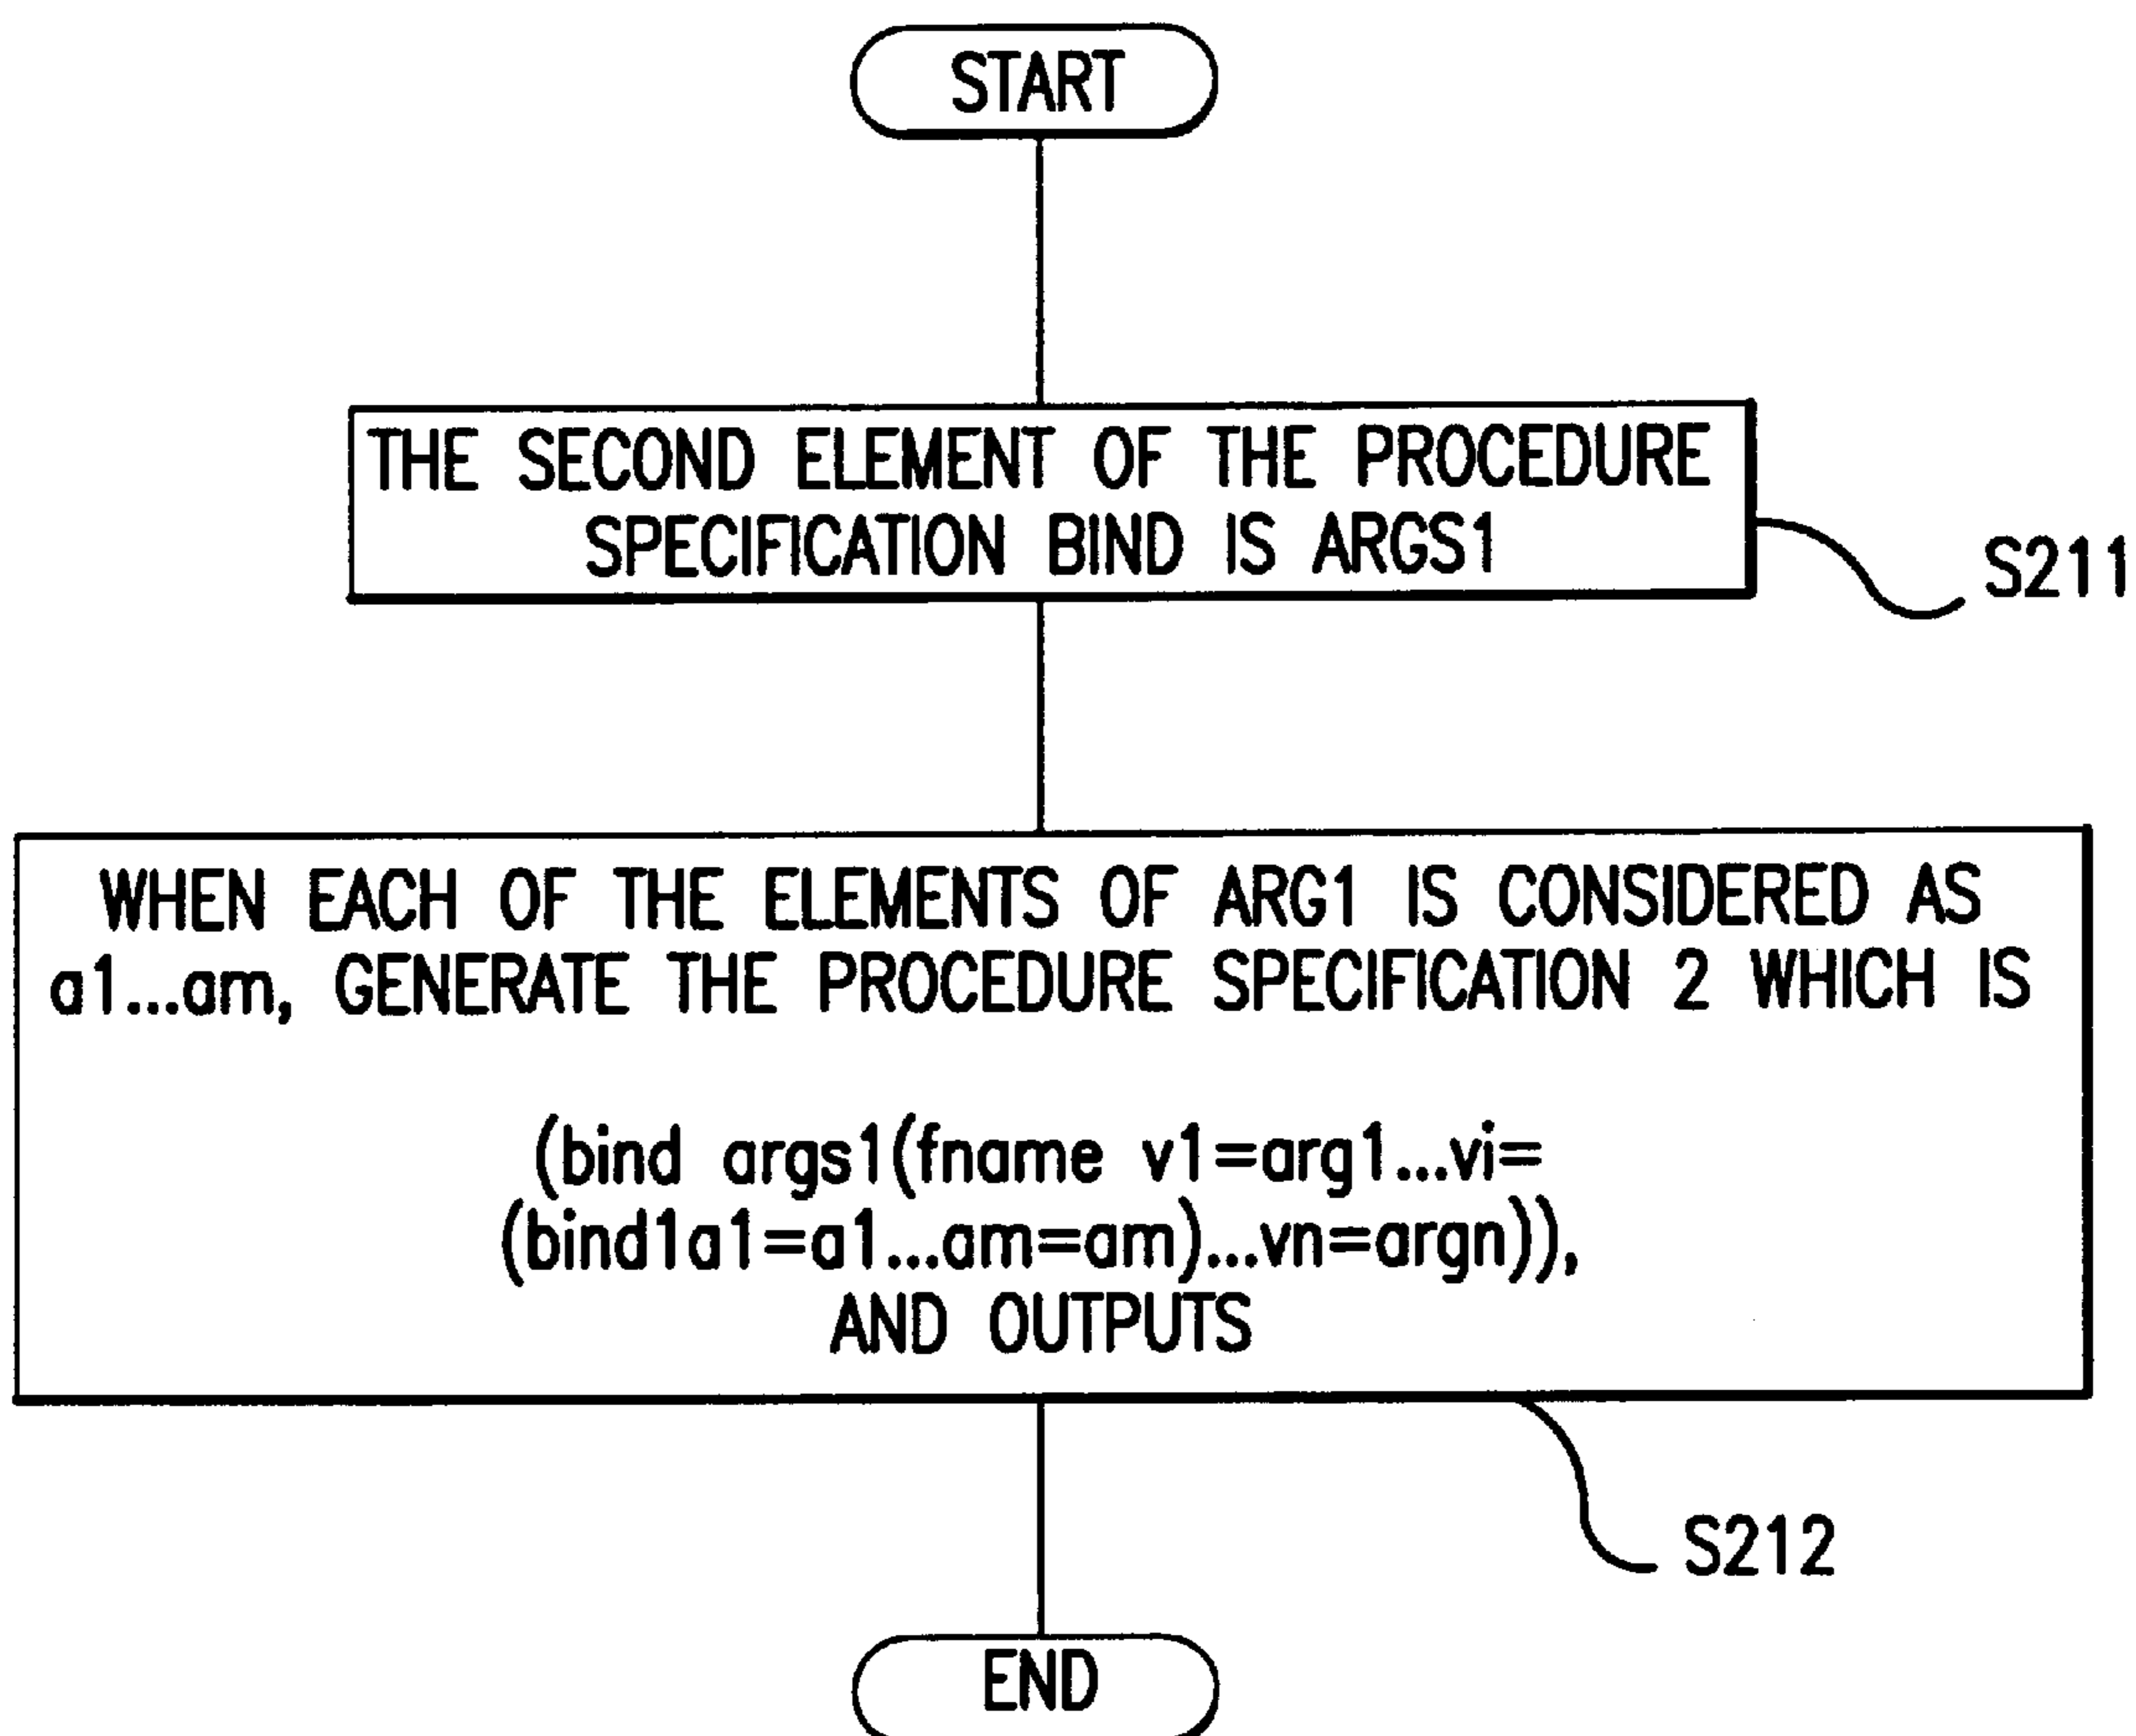 START
THE SECOND ELEMENT OF THE PROCEDURE
SPECIFICATION BIND IS ARGS1
S211
WHEN EACH OF THE ELEMENTS OF ARG1 IS CONSIDERED AS
a1...am, GENERATE THE PROCEDURE SPECIFICATION 2 WHICH IS
(bind args1(fname v1=arg1...vi=
(bind1a1=a1...am=am)...vn=argn)),
AND OUTPUTS
S212
END